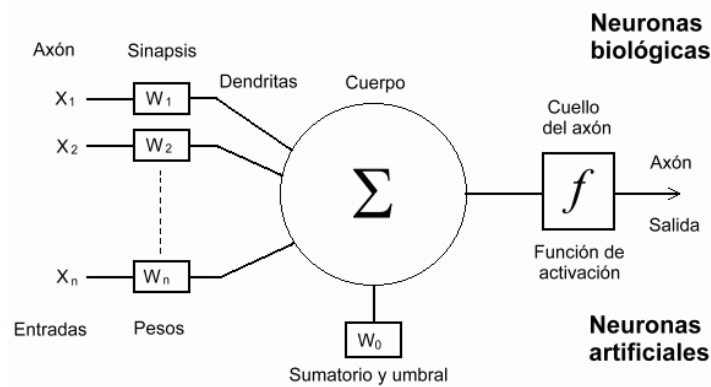 Neuronas
biológicas
Axón
Sinapsis
Dendritas
Cuerpo
X1
W1
X2
W2
Xn
Wn
Σ
Cuello
del axón
f
Axón
Salida
Función de
activación
Entradas
Pesos
W0
Sumatorio y umbral
Neuronas
artificiales